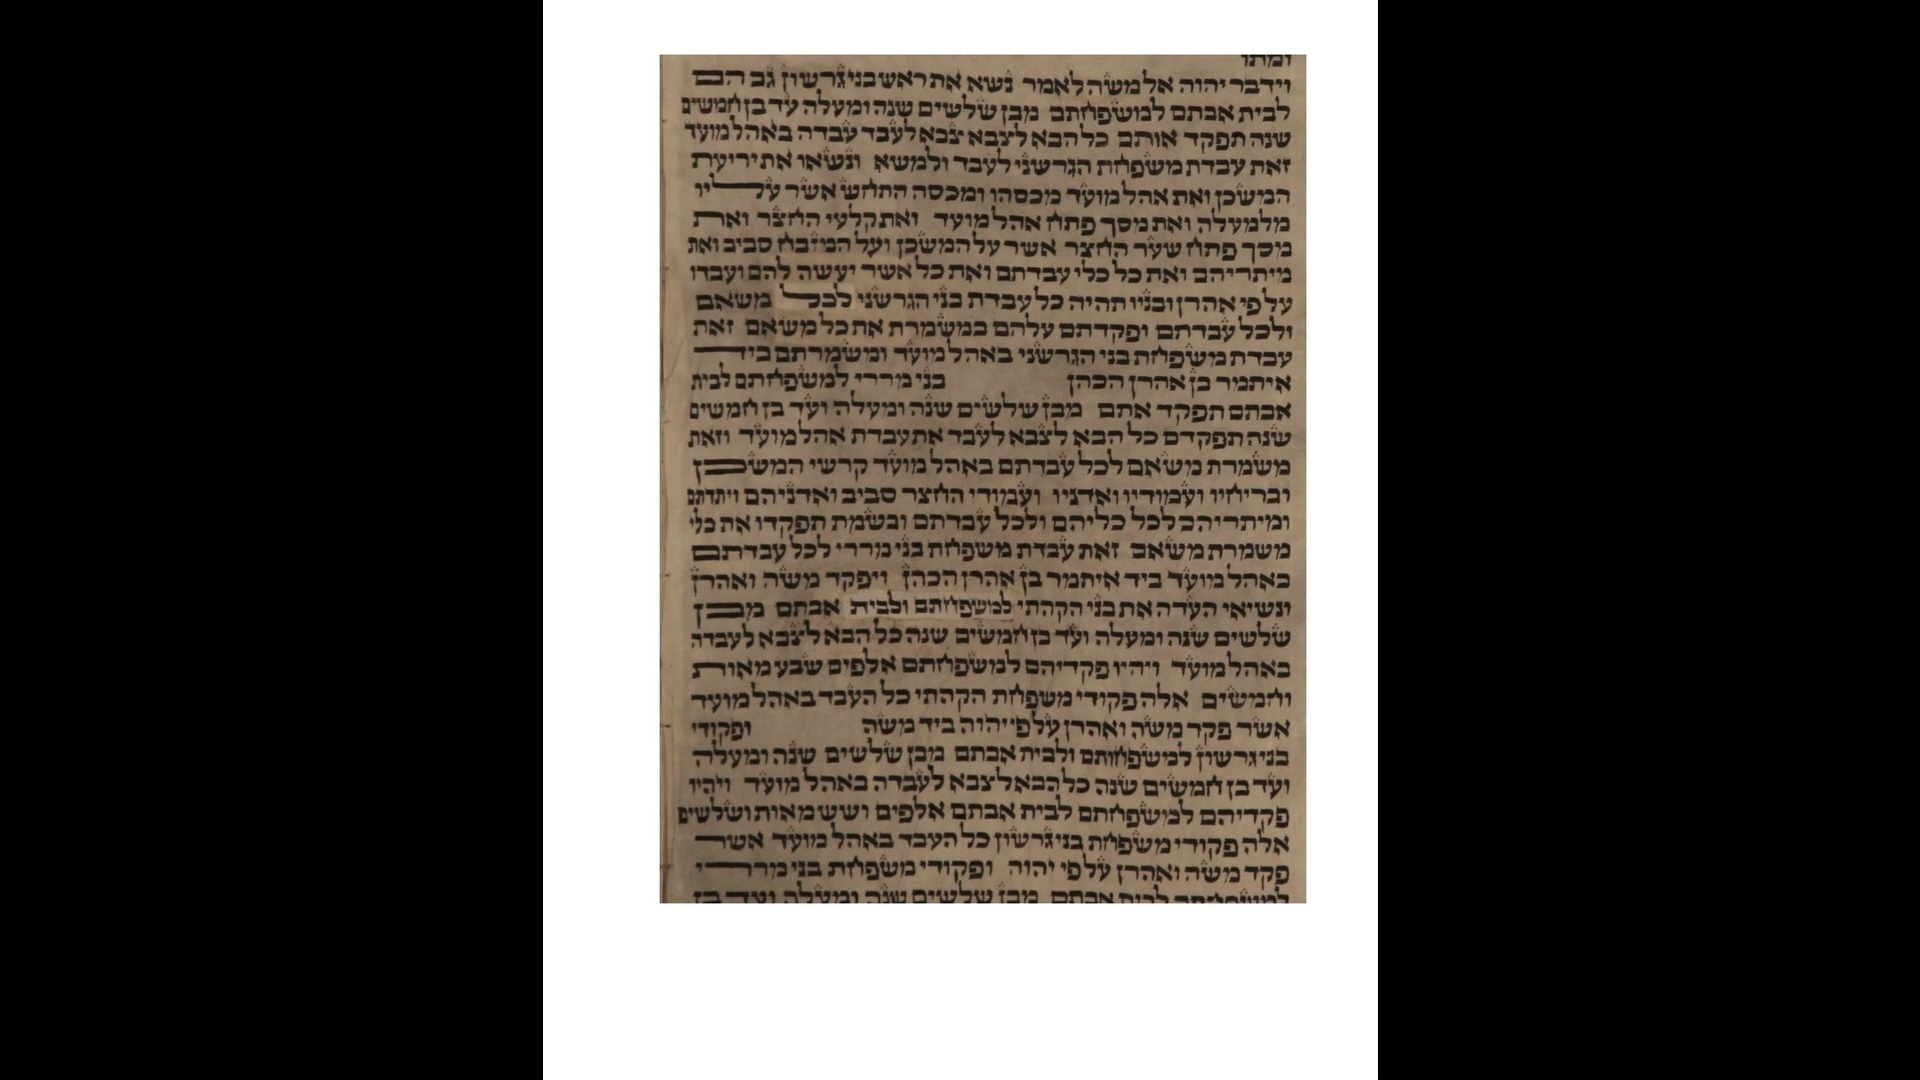 ומתו
וידבר יהוה אל משה לאמר נשא את ראש בני גרשון גב הם
לבית אבתם למשפחתם מבן שלשים שנה ומעלה עד בן חמשים
שנה תפקד אותם כל הבא לצבא צבא לעבד עבדה באהל מועד
זאת עבדת משפחת הגרשני לעבד ולמשא ונשאו את יריעת
המשכן ואת אהל מועד מכסהו ומכסה התחש אשר עליו
מלמעלה ואת מסך פתח אהל מועד ואת קלעי החצר ואת
מסך פתח שער החצר אשר על המשכן ועל המזבח סביב ואת
מיתריהב ואת כל כלי עבדתם ואת כל אשר יעשה להם ועבדו
על פי אהרן ובניו תהיה כל עבדת בני הגרשני לכל משאם
ולכל עבדתם ופקדתם עלהם במשמרת את כל משאם זאת
עבדת משפחת בני הגרשני באהל מועד ומשמרתם ביד
איתמר בן אהרן הכהן בני מררי למשפחתם לבית
אבתם תפקד אתם מבן שלשים שנה ומעלה ועד בן חמשים
שנה תפקדם כל הבא לצבא לעבד את עבדת אהל מועד וזאת
משמרת משאם לכל עבדתם באהל מועד קרשי המשכן
ובריחיו ועמודיו ואדניו ועמודי החצר סביב ואדניהם ויתדתם
ומיתריהם לכל כליהם ולכל עבדתם ובשמת תפקדו את כלי
משמרת משאם זאת עבדת משפחת בני מררי לכל עבדתם
באהל מועד ביד איתמר בן אהרן הכהן ויפקד משה ואהרן
ונשיאי העדה את בני הקהתי למשפחתם ולבית אבתם מבן
שלשים שנה ומעלה ועד בן חמשים שנה כל הבא לצבא לעבדה
באהל מועד ויהיו פקדיהם למשפחתם אלפים שבע מאות
וחמשים אלה פקודי משפחת הקהתי כל העבד באהל מועד
אשר פקד משה ואהרן על פי יהוה ביד משה ופקודי
בני גרשון למשפחותם ולבית אבתם מבן שלשים שנה ומעלה
ועד בן חמשים שנה כל הבא לצבא לעבדה באהל מועד ויהיו
פקדיהם למשפחתם לבית אבתם אלפים ושש מאות ושלשים
אלה פקודי משפחת בני גרשון כל העבד באהל מועד אשר
פקד משה ואהרן על פי יהוה ופקודי משפחת בני מררי
למשפחתם לבית אבתם מבן שלשים שנה ומעלה ועד בן